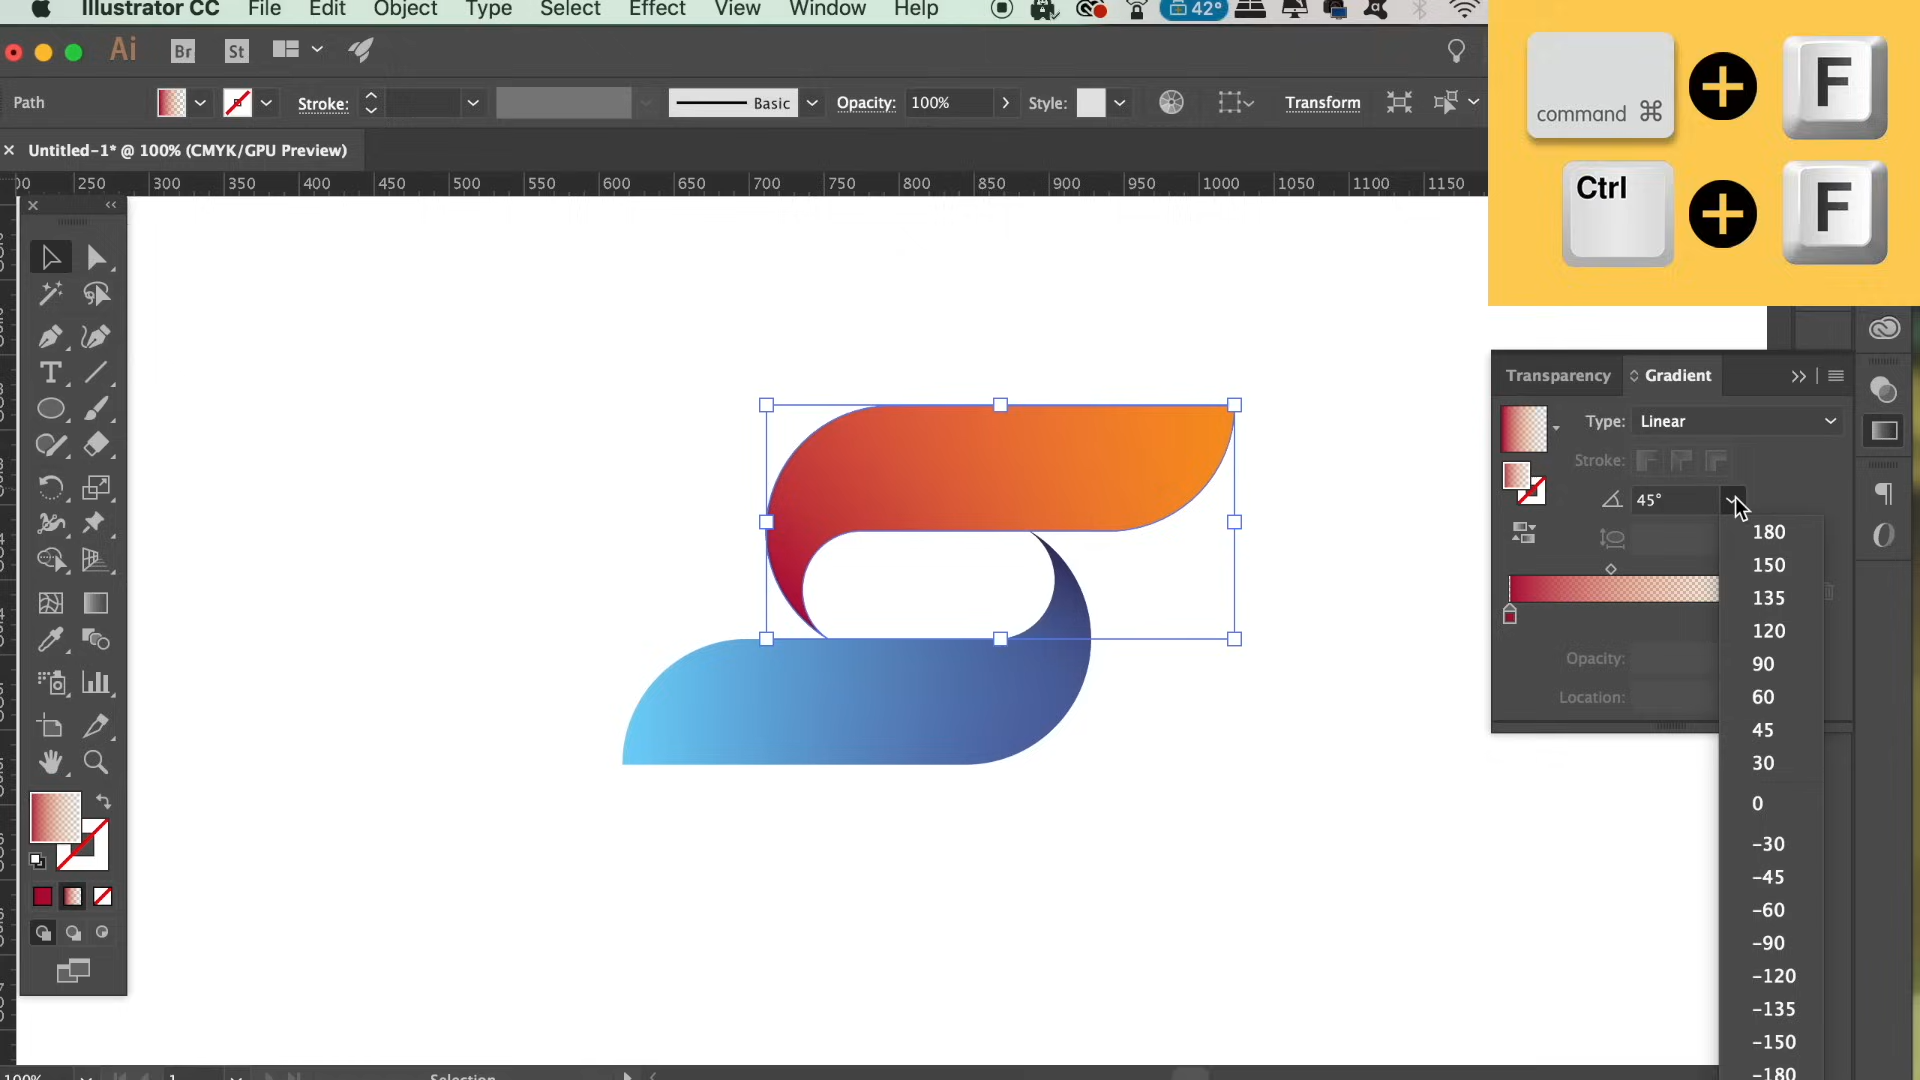 Illustrator CC File Edit Object Type Select Effect View Window Help 42°
Ai Br St
Path Stroke: Basic Opacity: 100% Style: Transform
× Untitled-1* @ 100% (CMYK/GPU Preview)
250 300 350 400 450 500 550 600 650 700 750 800 850 900 950 1000 1050 1100 1150
command ⌘ + F
Ctrl + F
Transparency Gradient
Type: Linear
Stroke:
45°
Opacity:
Location:
180
150
135
120
90
60
45
30
0
-30
-45
-60
-90
-120
-135
-150
-180
100% 1 Selection